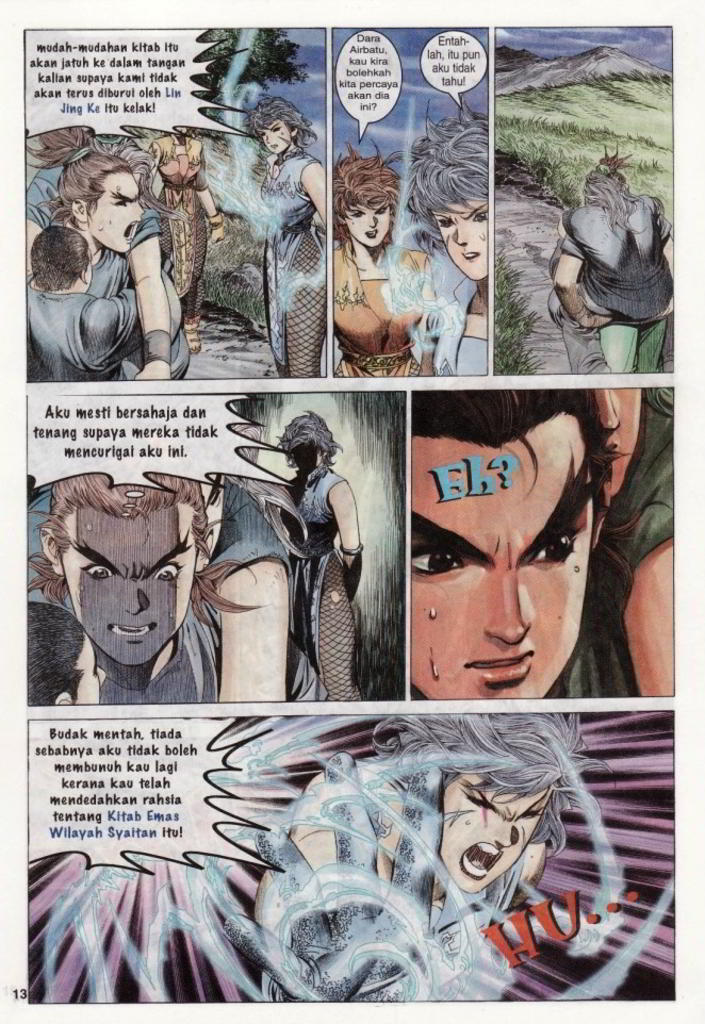 mudah-mudahan kitab itu
akan jatuh ke dalam tangan
kalian supaya kami tidak
akan terus diburui oleh Lin
Jing Ke itu kelak!
Dara
Airbatu,
kau kira
bolehkah
kita percaya
akan dia
ini?
Entah-
lah, itu pun
aku tidak
tahu!
Aku mesti bersahaja dan
tenang supaya mereka tidak
mencurigai aku ini.
Eh?
Budak mentah, tiada
sebabnya aku tidak boleh
membunuh kau lagi
kerana kau telah
mendedahkan rahsia
tentang Kitab Emas
Wilayah Syaitan itu!
HU...
13